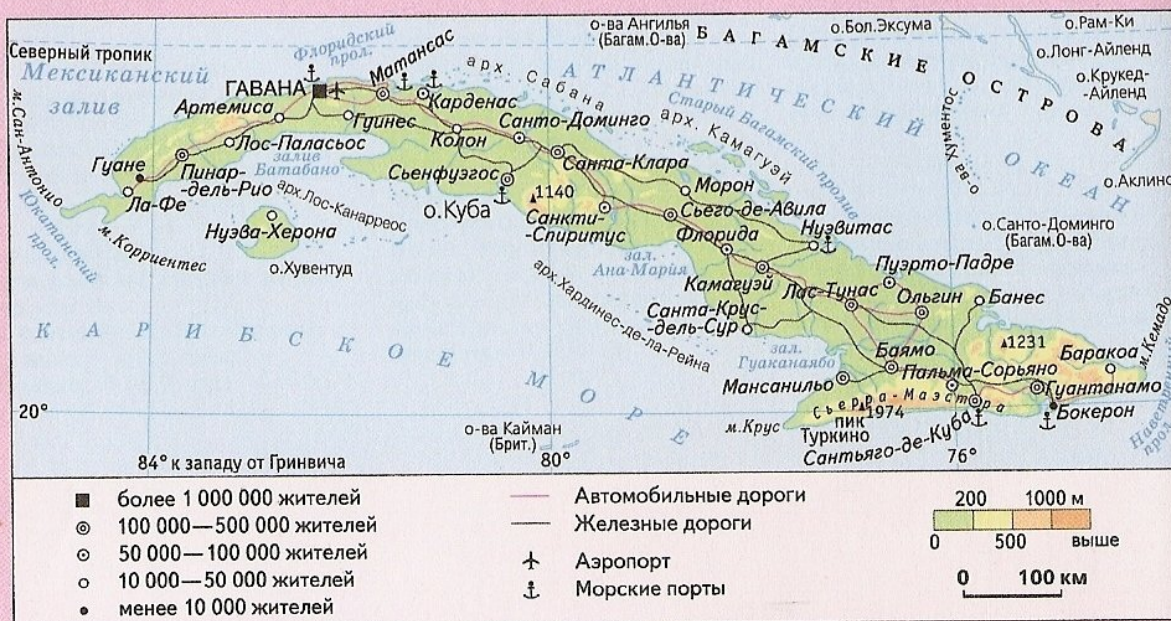 о-ва Ангилья
(Багам.О-ва)
БАГАМСКИЕ ОСТРОВА
о.Бол.Эксума
о.Рам-Ки
Северный тропик
Флоридский
прол.
о.Лонг-Айленд
Мексиканский
залив
Матансас
арх. Сабана
АТЛАНТИЧЕСКИЙ
ОКЕАН
о.Крукед-
-Айленд
ГАВАНА
м.Сан-Антонио
Карденас
Старый Багамский пролив
о-ва Хументос
Артемиса
Гуинес
Санто-Доминго
арх. Камагуэй
Лос-Паласьос
Колон
Гуане
залив
Батабано
Санта-Клара
Пинар-
-дель-Рио
Сьенфуэгос
1140
Морон
о.Аклинс
Ла-Фе
арх.Лос-Канарреос
о.Куба
Юкатанский
прол.
Санкти-
-Спиритус
Сьего-де-Авила
Нуэва-Херона
Флорида
Нуэвитас
о.Санто-Доминго
(Багам.О-ва)
м.Корриентес
о.Хувентуд
зал.
Ана-Мария
Пуэрто-Падре
арх.Хардинес-де-ла-Рейна
Камагуэй
Лас-Тунас
Ольгин
Банес
Санта-Крус-
-дель-Сур
КАРИБСКОЕ МОРЕ
зал.
Гуаканаябо
1231
м.Кемадо
Баямо
Баракоа
Мансанильо
Пальма-Сорьяно
Гуантанамо
20°
Сьерра-Маэстра
1974
Бокерон
о-ва Кайман
(Брит.)
м.Крус
пик
Туркино
Сантьяго-де-Куба
Наветренный
прол.
84° к западу от Гринвича
80°
76°
более 1 000 000 жителей
100 000—500 000 жителей
50 000—100 000 жителей
10 000—50 000 жителей
менее 10 000 жителей
Автомобильные дороги
Железные дороги
Аэропорт
Морские порты
200 1000 м
0 500 выше
0 100 км